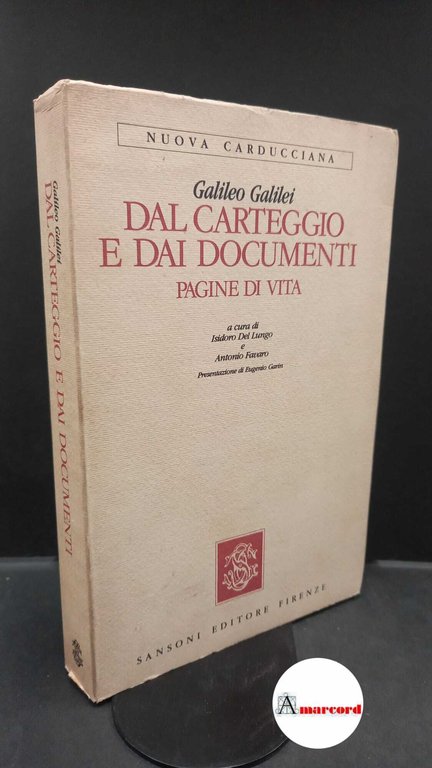 NUOVA CARDUCCIANA
Galileo Galilei
DAL CARTEGGIO
E DAI DOCUMENTI
PAGINE DI VITA
a cura di
Isidoro Del Lungo
e
Antonio Favaro
Presentazione di Eugenio Garin
SANSONI EDITORE FIRENZE
Galileo Galilei
DAL CARTEGGIO E DAI DOCUMENTI
Amarcord